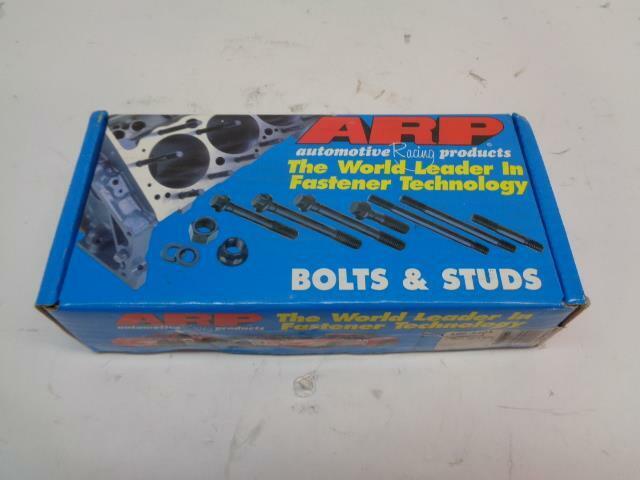 ARP®
automotive Racing products
The World Leader In
Fastener Technology
BOLTS & STUDS
ARP
automotive Racing products
The World Leader In
Fastener Technology